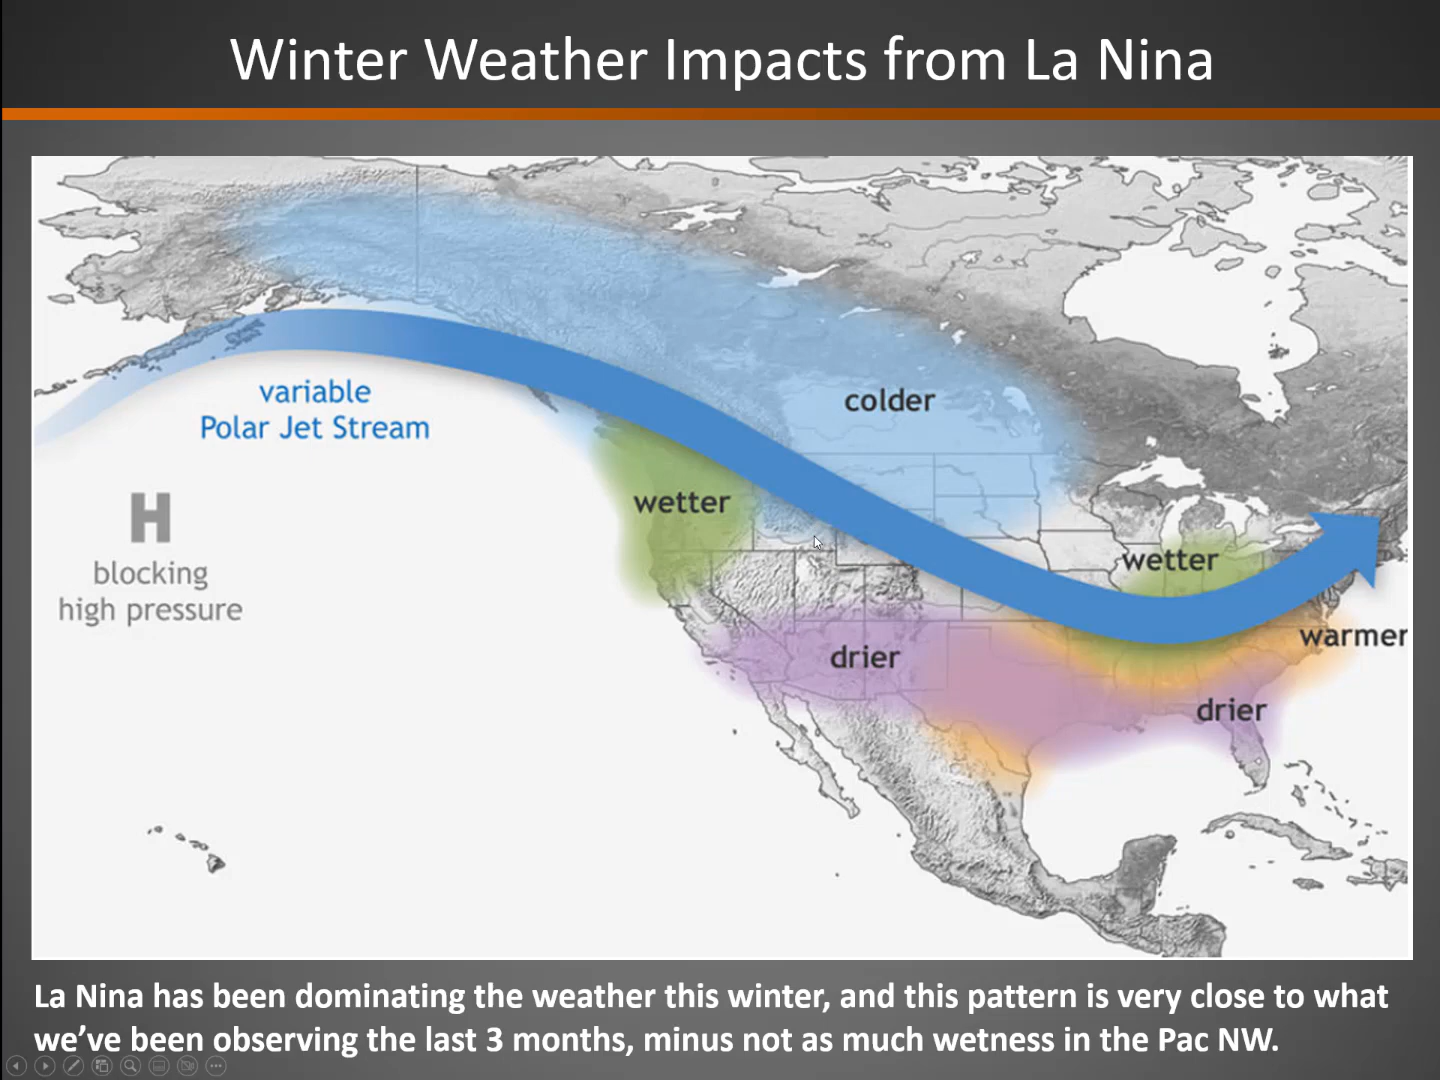 Winter Weather Impacts from La Nina
variable
Polar Jet Stream
colder
wetter
H
blocking
high pressure
wetter
warmer
drier
drier
La Nina has been dominating the weather this winter, and this pattern is very close to what
we’ve been observing the last 3 months, minus not as much wetness in the Pac NW.